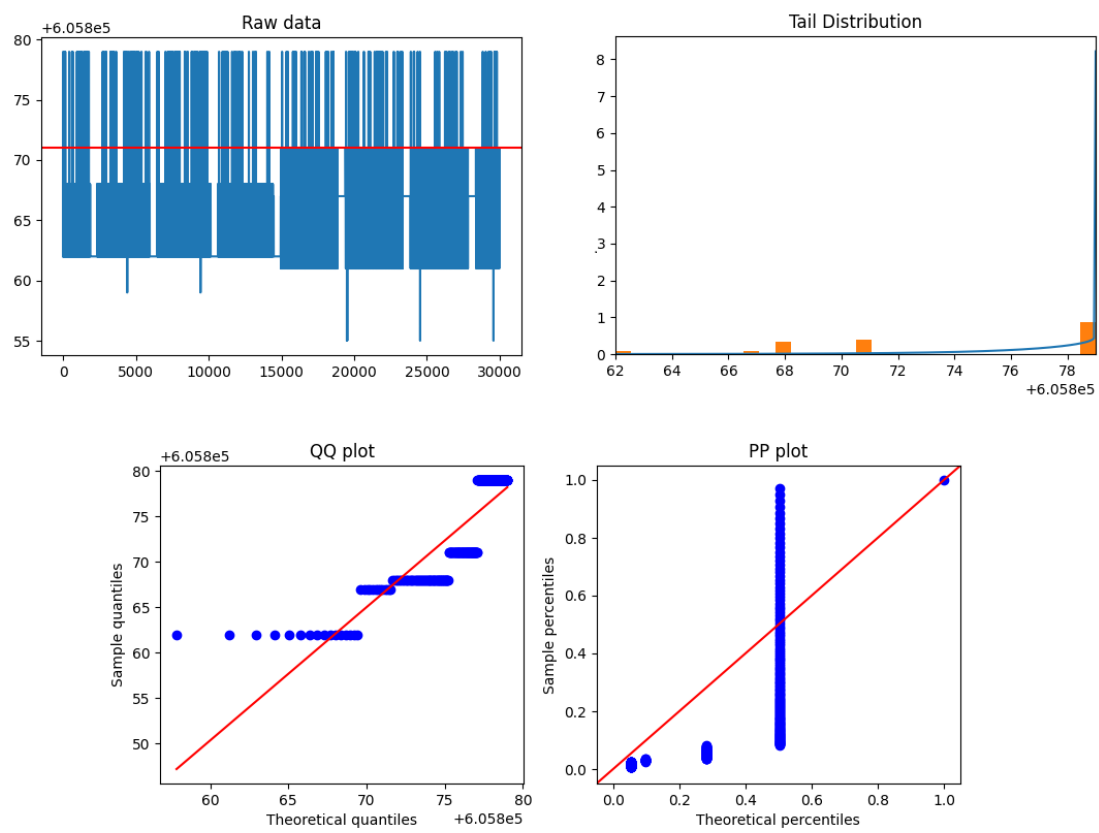 Raw data
+6.058e5
80
75
70
65
60
55
0 5000 10000 15000 20000 25000 30000
Tail Distribution
8
7
6
5
4
3
2
1
0
62 64 66 68 70 72 74 76 78
+6.058e5
QQ plot
+6.058e5
Sample quantiles
80
75
70
65
60
55
50
60 65 70 75 80
Theoretical quantiles +6.058e5
PP plot
Sample percentiles
1.0
0.8
0.6
0.4
0.2
0.0
0.0 0.2 0.4 0.6 0.8 1.0
Theoretical percentiles